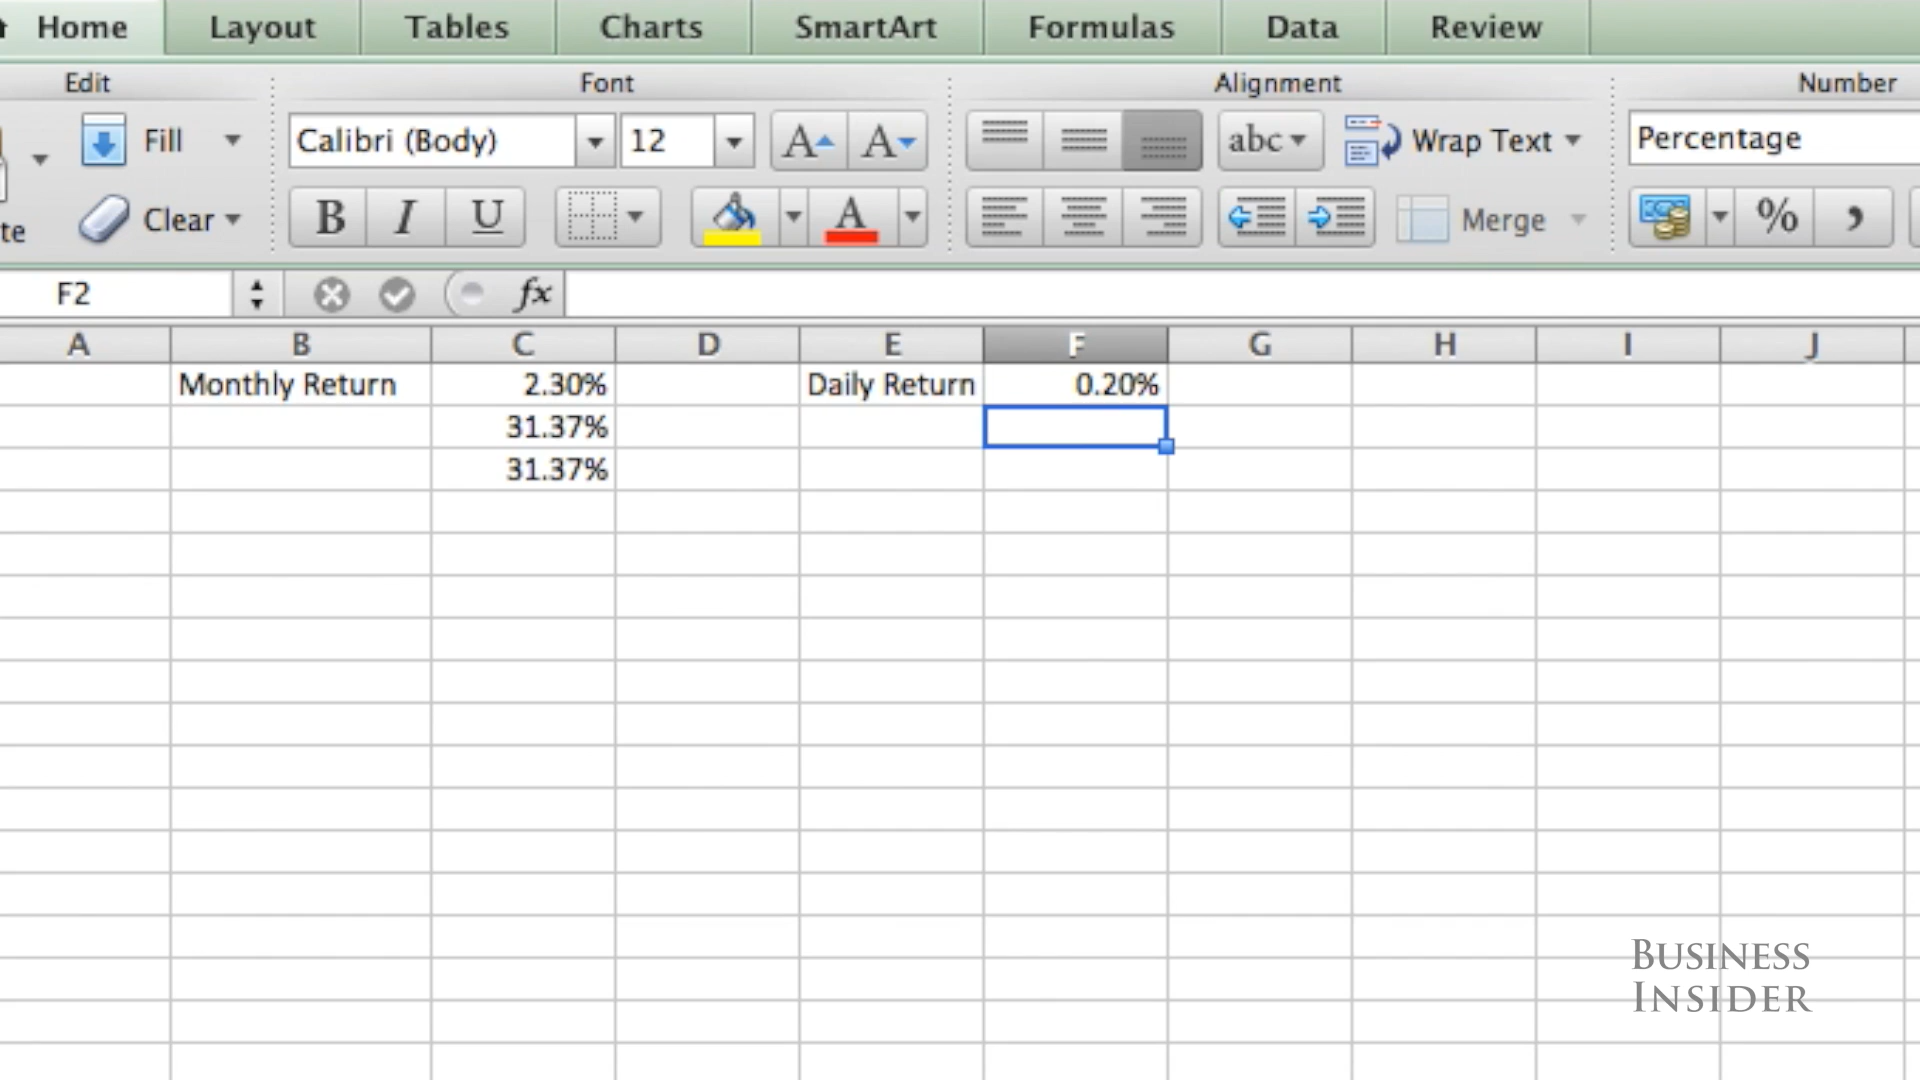 Home Layout Tables Charts SmartArt Formulas Data Review
Edit Font Alignment Number
Fill Calibri (Body) 12 A A abc Wrap Text Percentage
te Clear B I U A Merge % ,
F2 fx
A B C D E F G H I J
Monthly Return 2.30% Daily Return 0.20%
31.37%
31.37%
BUSINESS
INSIDER